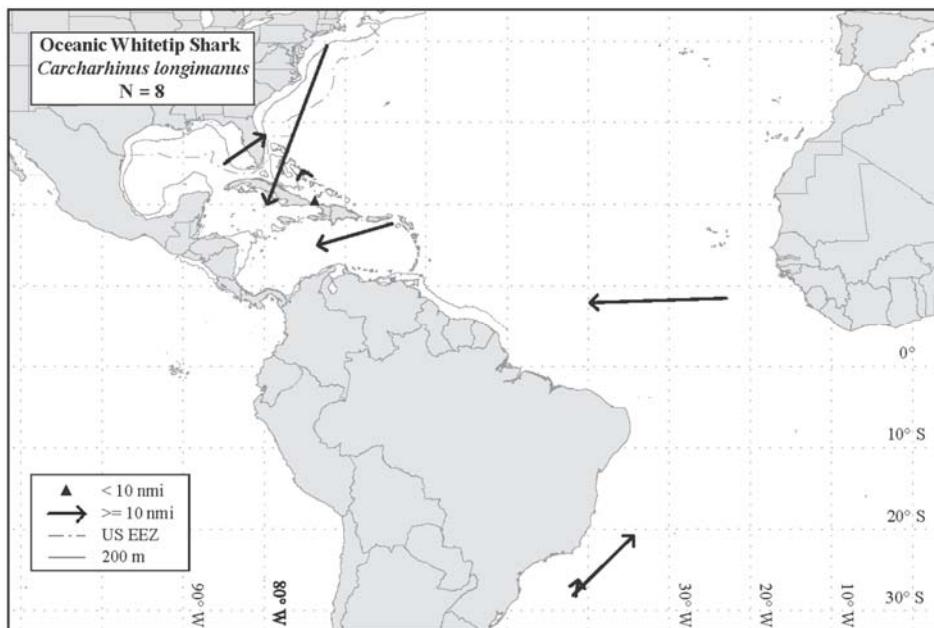 Oceanic Whitetip Shark
Carcharhinus longimanus
N = 8
0°
10° S
20° S
30° S
< 10 nmi
>= 10 nmi
US EEZ
200 m
90° W
80° W
30° W
20° W
10° W